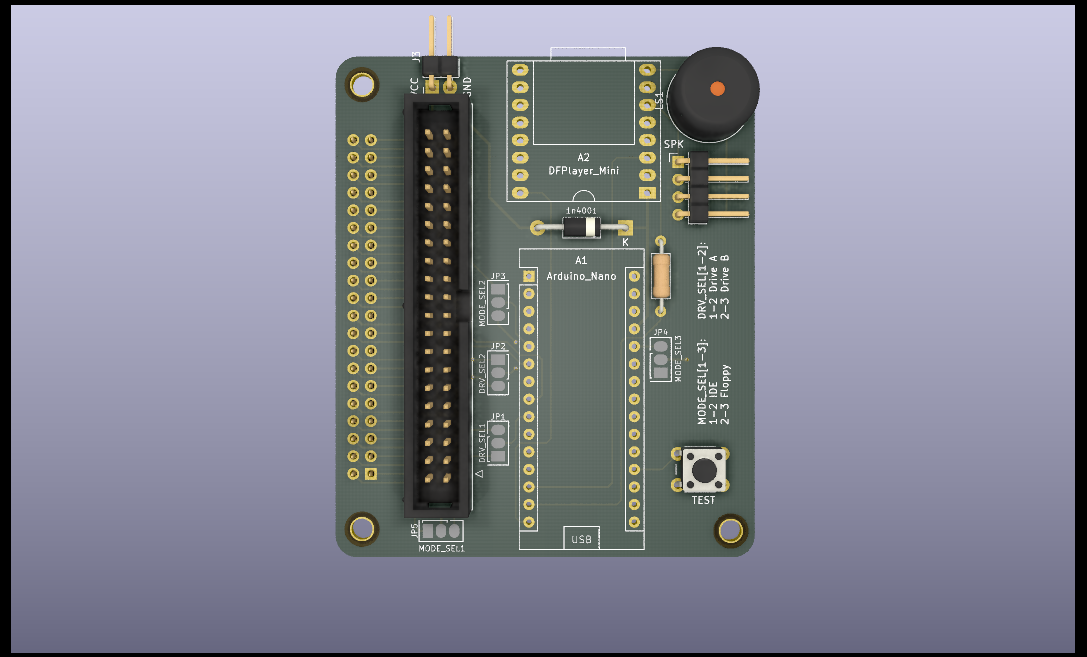 J3
VCC
GND
LS1
SPK
A2
DFPlayer_Mini
1n4001
K
A1
Arduino_Nano
DRV_SEL[1-2]:
1-2 Drive A
2-3 Drive B
JP3
MODE_SEL2
JP2
DRV_SEL2
JP4
MODE_SEL3
MODE_SEL[1-3]:
1-2 IDE
2-3 Floppy
JP1
DRV_SEL1
TEST
JP5
MODE_SEL1
USB